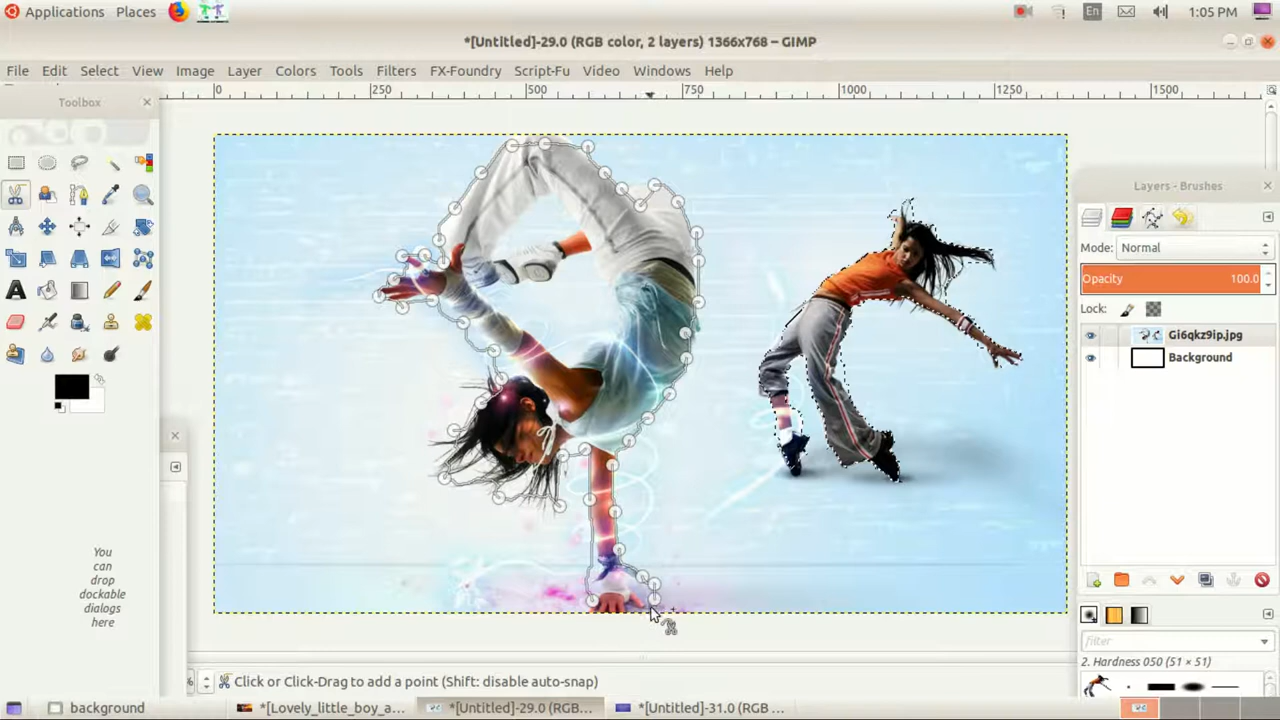 Applications Places En 1:05 PM
*[Untitled]-29.0 (RGB color, 2 layers) 1366x768 – GIMP
File Edit Select View Image Layer Colors Tools Filters FX-Foundry Script-Fu Video Windows Help
Toolbox
0 250 500 750 1000 1250 1500
Layers - Brushes
Mode: Normal
Opacity 100.0
Lock:
Gi6qkz9ip.jpg
Background
You
can
drop
dockable
dialogs
here
filter
2. Hardness 050 (51 × 51)
% Click or Click-Drag to add a point (Shift: disable auto-snap)
background *[Lovely_little_boy_a... *[Untitled]-29.0 (RGB... *[Untitled]-31.0 (RGB ...